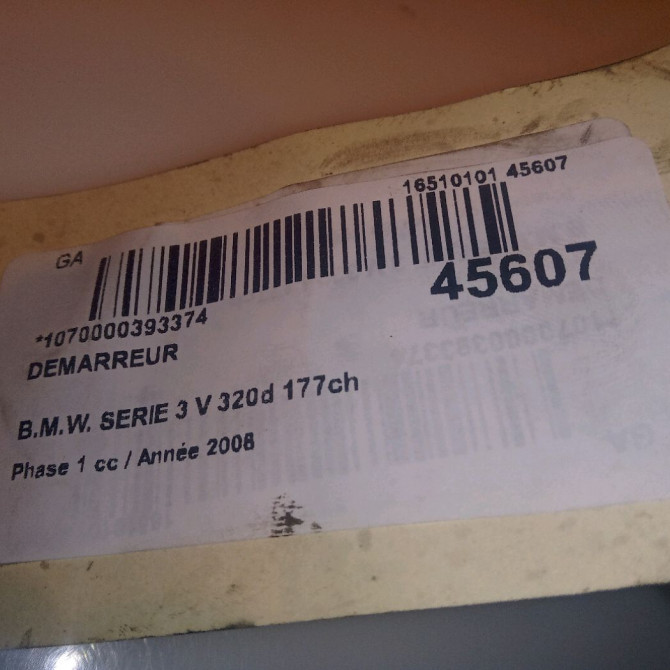 16510101 45607
GA
45607
*1070000393374
DEMARREUR
B.M.W. SERIE 3 V 320d 177ch
Phase 1 cc / Année 2008